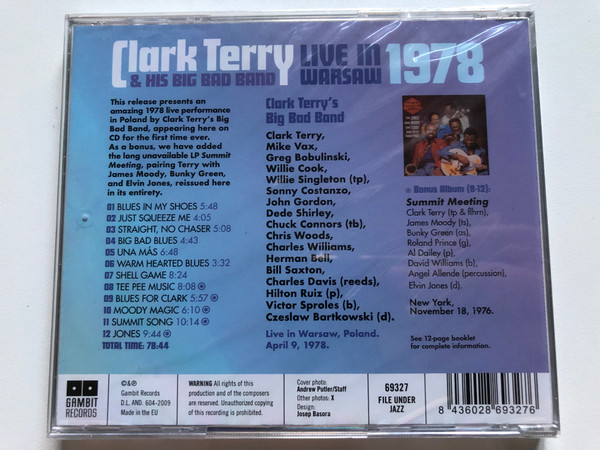 Clark Terry LIVE IN 1978
& HIS BIG BAD BAND WARSAW
This release presents an
amazing 1978 live performance
in Poland by Clark Terry's Big
Bad Band, appearing here on
CD for the first time ever.
As a bonus, we have added
the long unavailable LP Summit
Meeting, pairing Terry with
James Moody, Bunky Green,
and Elvin Jones, reissued here
in its entirety.
01 BLUES IN MY SHOES 5:48
02 JUST SQUEEZE ME 4:05
03 STRAIGHT, NO CHASER 5:08
04 BIG BAD BLUES 4:43
05 UNA MÁS 6:48
06 WARM HEARTED BLUES 3:32
07 SHELL GAME 8:24
08 TEE PEE MUSIC 8:08
09 BLUES FOR CLARK 5:57
10 MOODY MAGIC 6:10
11 SUMMIT SONG 10:14
12 JONES 9:44
TOTAL TIME: 78:44
Clark Terry's
Big Bad Band
Clark Terry,
Mike Vax,
Greg Bobulinski,
Willie Cook,
Willie Singleton (tp),
Sonny Costanzo,
John Gordon,
Dede Shirley,
Chuck Connors (tb),
Chris Woods,
Charles Williams,
Herman Bell,
Bill Saxton,
Charles Davis (reeds),
Hilton Ruiz (p),
Victor Sproles (b),
Czeslaw Bartkowski (d).
Live in Warsaw, Poland.
April 9, 1978.
Bonus Album (8-12):
Summit Meeting
Clark Terry (tp & flhrn),
James Moody (ts),
Bunky Green (as),
Roland Prince (g),
Al Dailey (p),
David Williams (b),
Angel Allende (percussion),
Elvin Jones (d).
New York,
November 18, 1976.
See 12-page booklet
for complete information.
GAMBIT
RECORDS
©&℗
Gambit Records
D.L. AND. 604-2009
Made in the EU
WARNING All rights of this
production and of the composers
are reserved. Unauthorized copying
of this recording is prohibited.
Cover photo:
Andrew Putler/Staff
Other photos: X
Design:
Josep Basora
69327
FILE UNDER
JAZZ
8 436028 693276